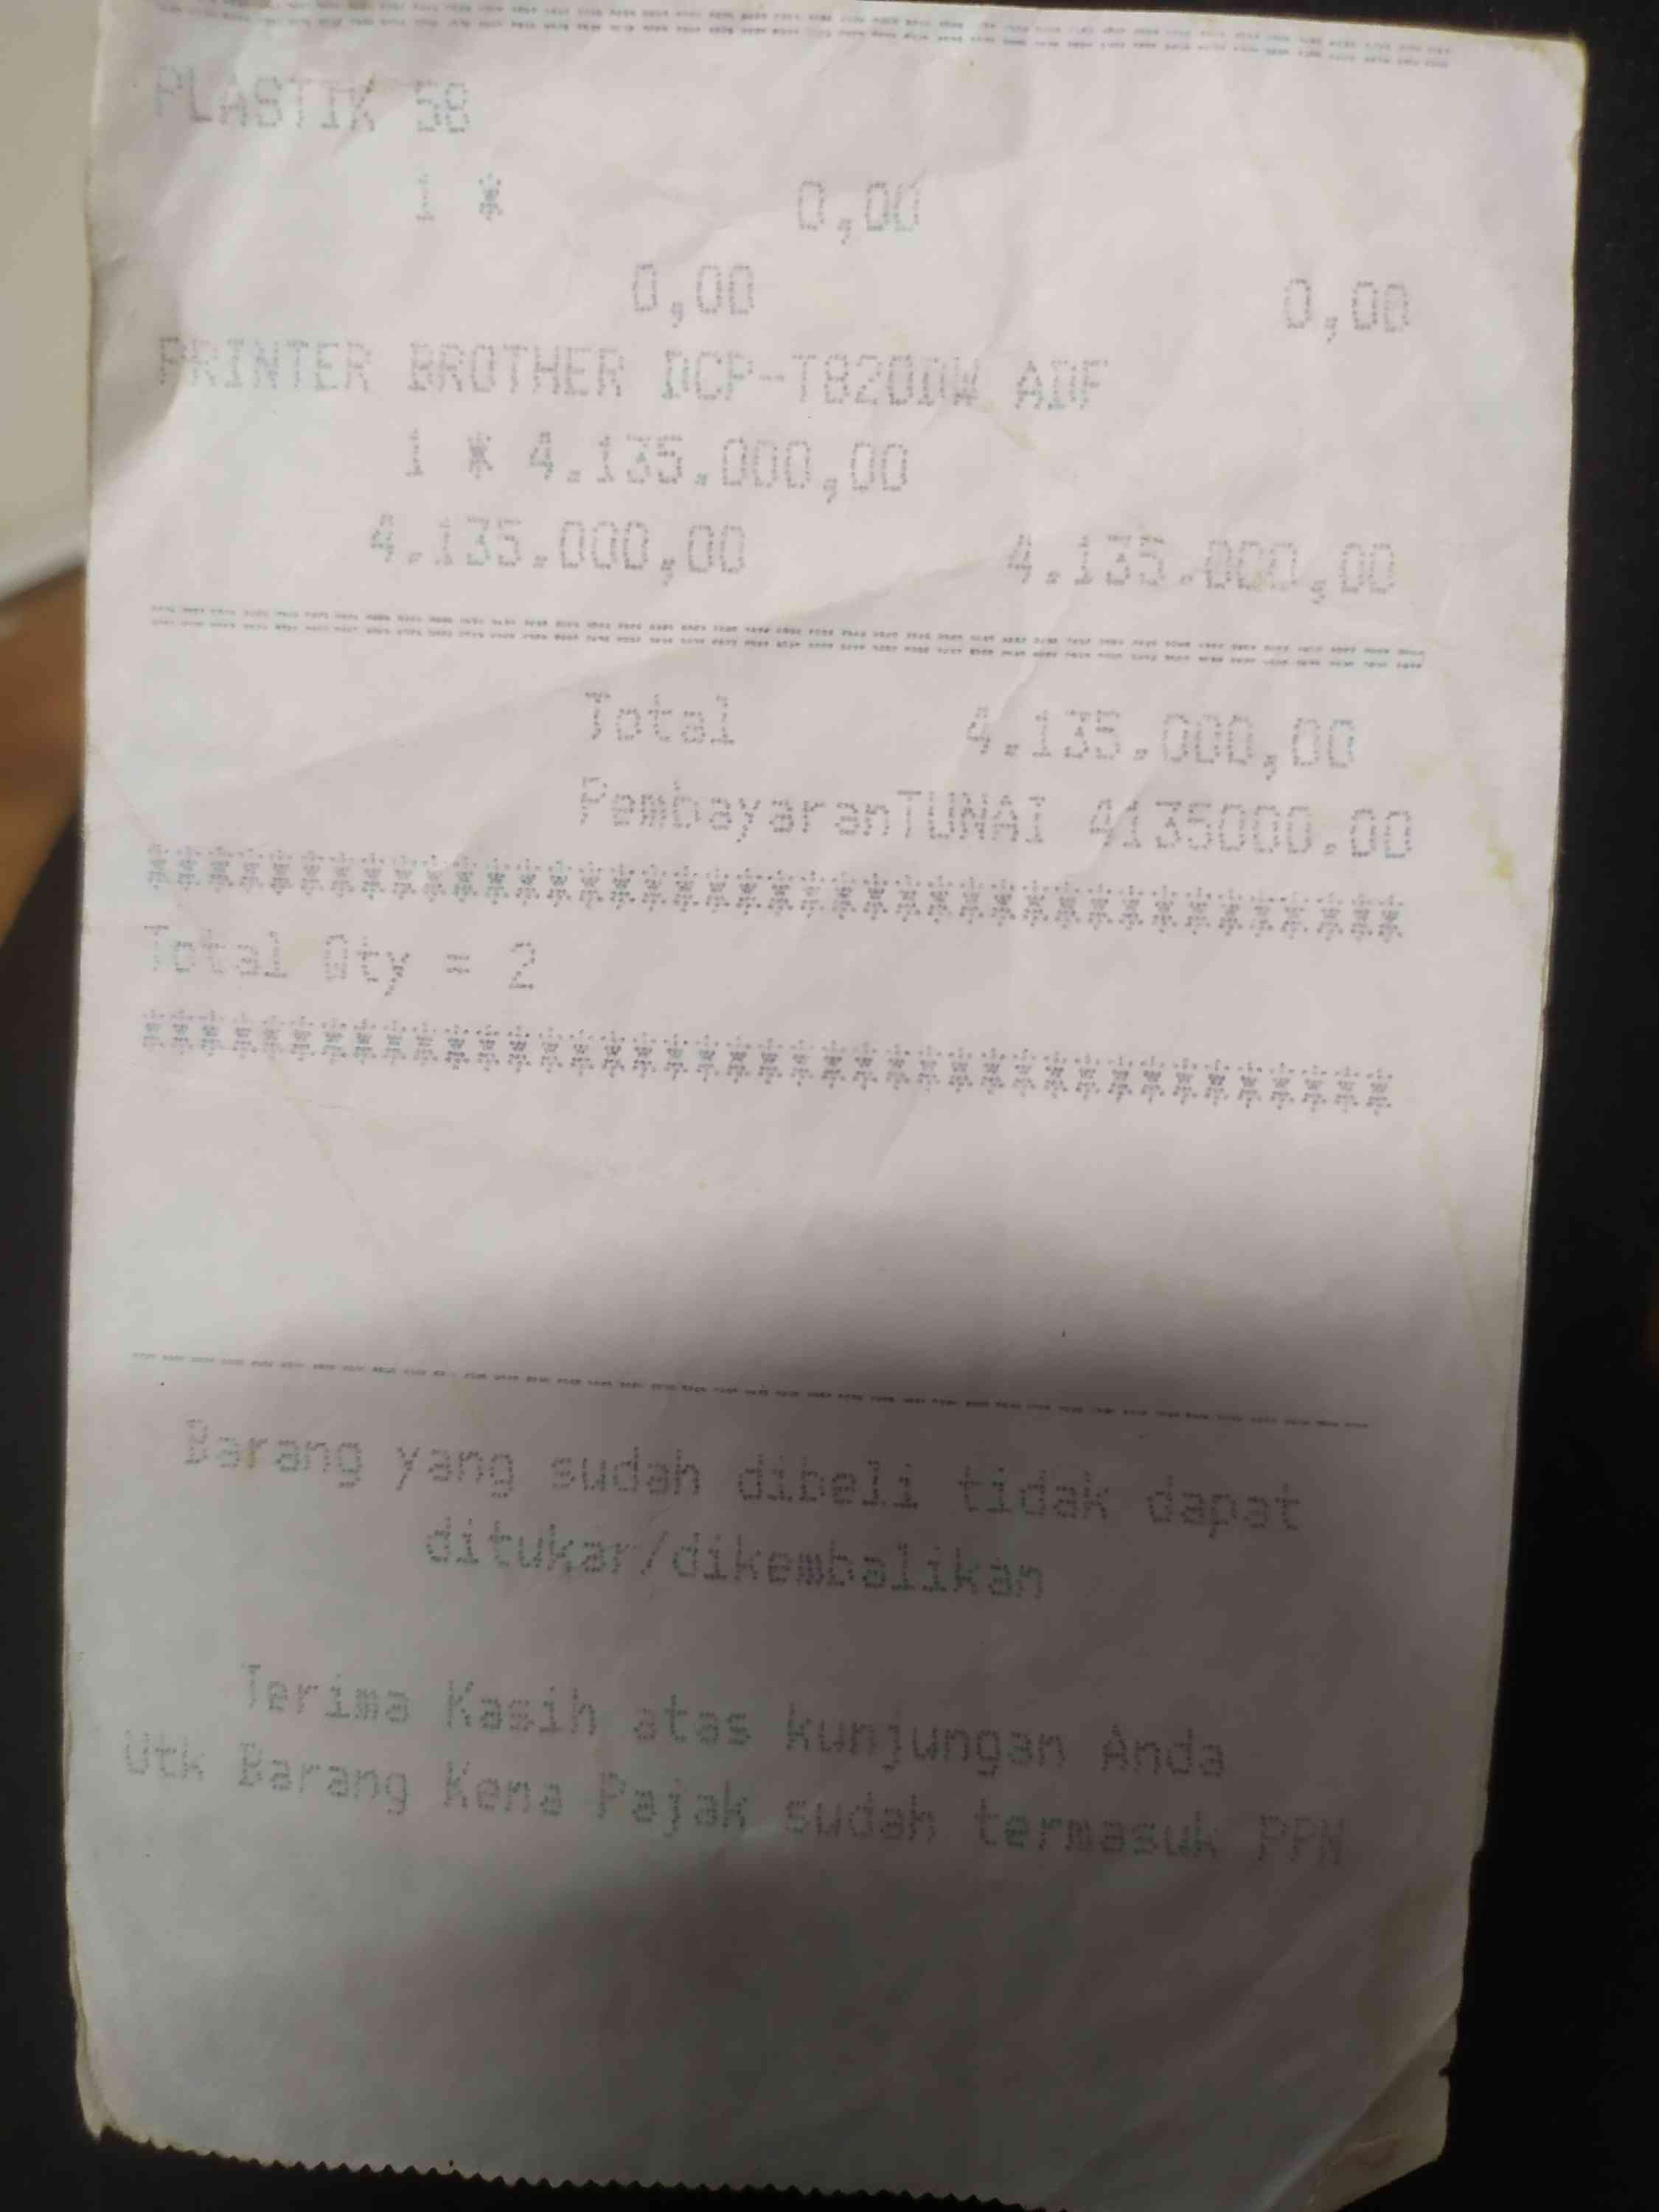 PLASTIK 38
1 * 0,00
0,00 0,00
PRINTER BROTHER DCP-T820DW ADF
1 * 4.135.000,00
4.135.000,00 4.135.000,00
Total 4.135.000,00
PembayaranTUNAI 4135000.00
****************************************
Total Qty = 2
****************************************
Barang yang sudah dibeli tidak dapat
ditukar/dikembalikan
Terima Kasih atas kunjungan Anda
Utk Barang Kena Pajak sudah termasuk PPN